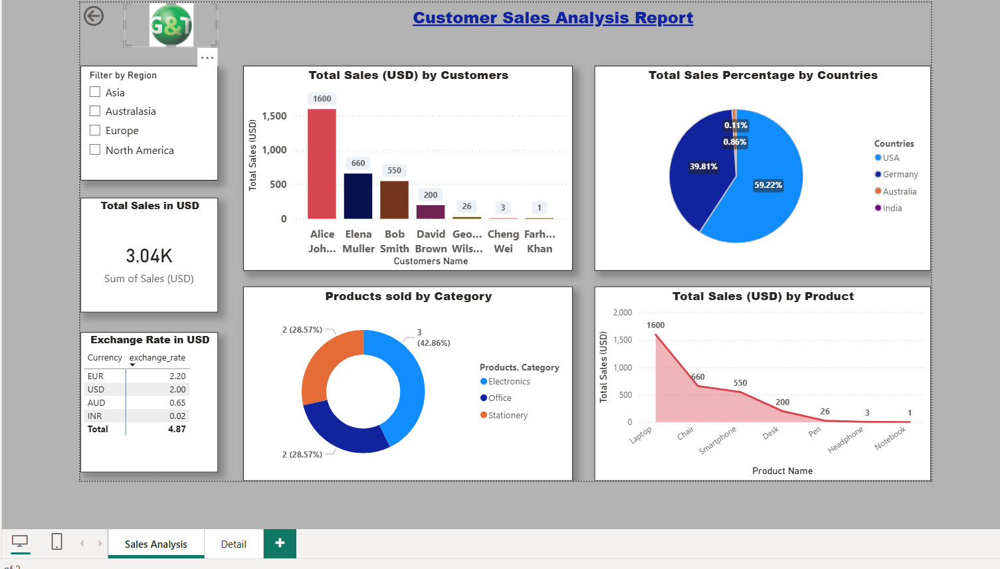 G&T
Customer Sales Analysis Report
Filter by Region
Asia
Australasia
Europe
North America
Total Sales in USD
3.04K
Sum of Sales (USD)
Exchange Rate in USD
Currency exchange_rate
EUR 2.20
USD 2.00
AUD 0.65
INR 0.02
Total 4.87
Total Sales (USD) by Customers
Total Sales (USD)
1,500
1,000
500
0
1600
660
550
200
26
3
1
Alice Joh...
Elena Muller
Bob Smith
David Brown
Geo... Wils...
Cheng Wei
Farh... Khan
Customers Name
Total Sales Percentage by Countries
0.11%
0.86%
39.81%
59.22%
Countries
USA
Germany
Australia
India
Products sold by Category
2 (28.57%)
3
(42.86%)
2 (28.57%)
Products. Category
Electronics
Office
Stationery
Total Sales (USD) by Product
Total Sales (USD)
2,000
1,500
1,000
500
0
1600
660
550
200
26
3
1
Laptop
Chair
Smartphone
Desk
Pen
Headphone
Notebook
Product Name
Sales Analysis
Detail